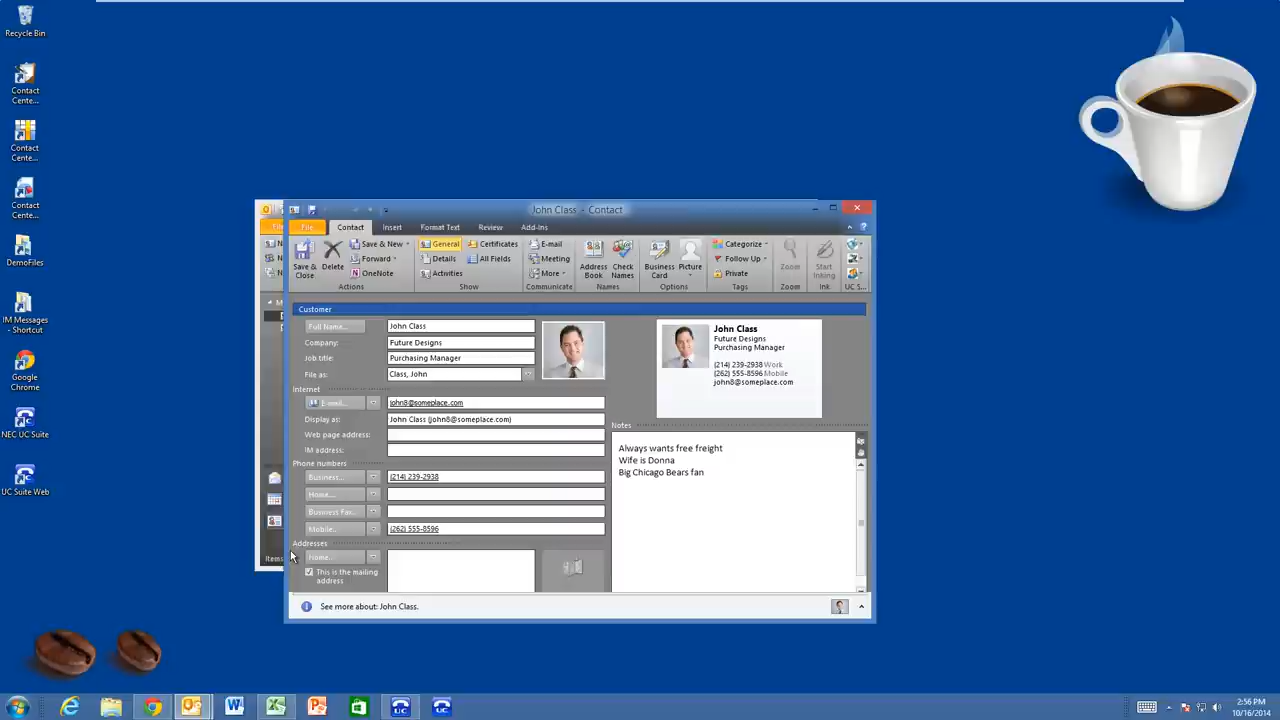 Recycle Bin
Contact
Cente...
Contact
Cente...
Contact
Cente...
DemoFiles
IM Messages
- Shortcut
Google
Chrome
NEC UC Suite
UC Suite Web
John Class - Contact
File Contact Insert Format Text Review Add-Ins
Save &
Close
Delete
Save & New
Forward
OneNote
Actions
General
Details
Activities
Certificates
All Fields
Show
E-mail
Meeting
More
Communicate
Address
Book
Check
Names
Names
Business
Card
Picture
Options
Categorize
Follow Up
Private
Tags
Zoom
Zoom
Start
Inking
Ink
UC S...
Customer
Full Name... John Class
Company: Future Designs
Job title: Purchasing Manager
File as: Class, John
Internet
E-mail... john8@someplace.com
Display as: John Class (john8@someplace.com)
Web page address:
IM address:
Phone numbers
Business... (214) 239-2938
Home...
Business Fax...
Mobile... (262) 555-8596
Addresses
Home...
This is the mailing
address
John Class
Future Designs
Purchasing Manager
(214) 239-2938 Work
(262) 555-8596 Mobile
john8@someplace.com
Notes
Always wants free freight
Wife is Donna
Big Chicago Bears fan
See more about: John Class.
Items
2:56 PM
10/16/2014